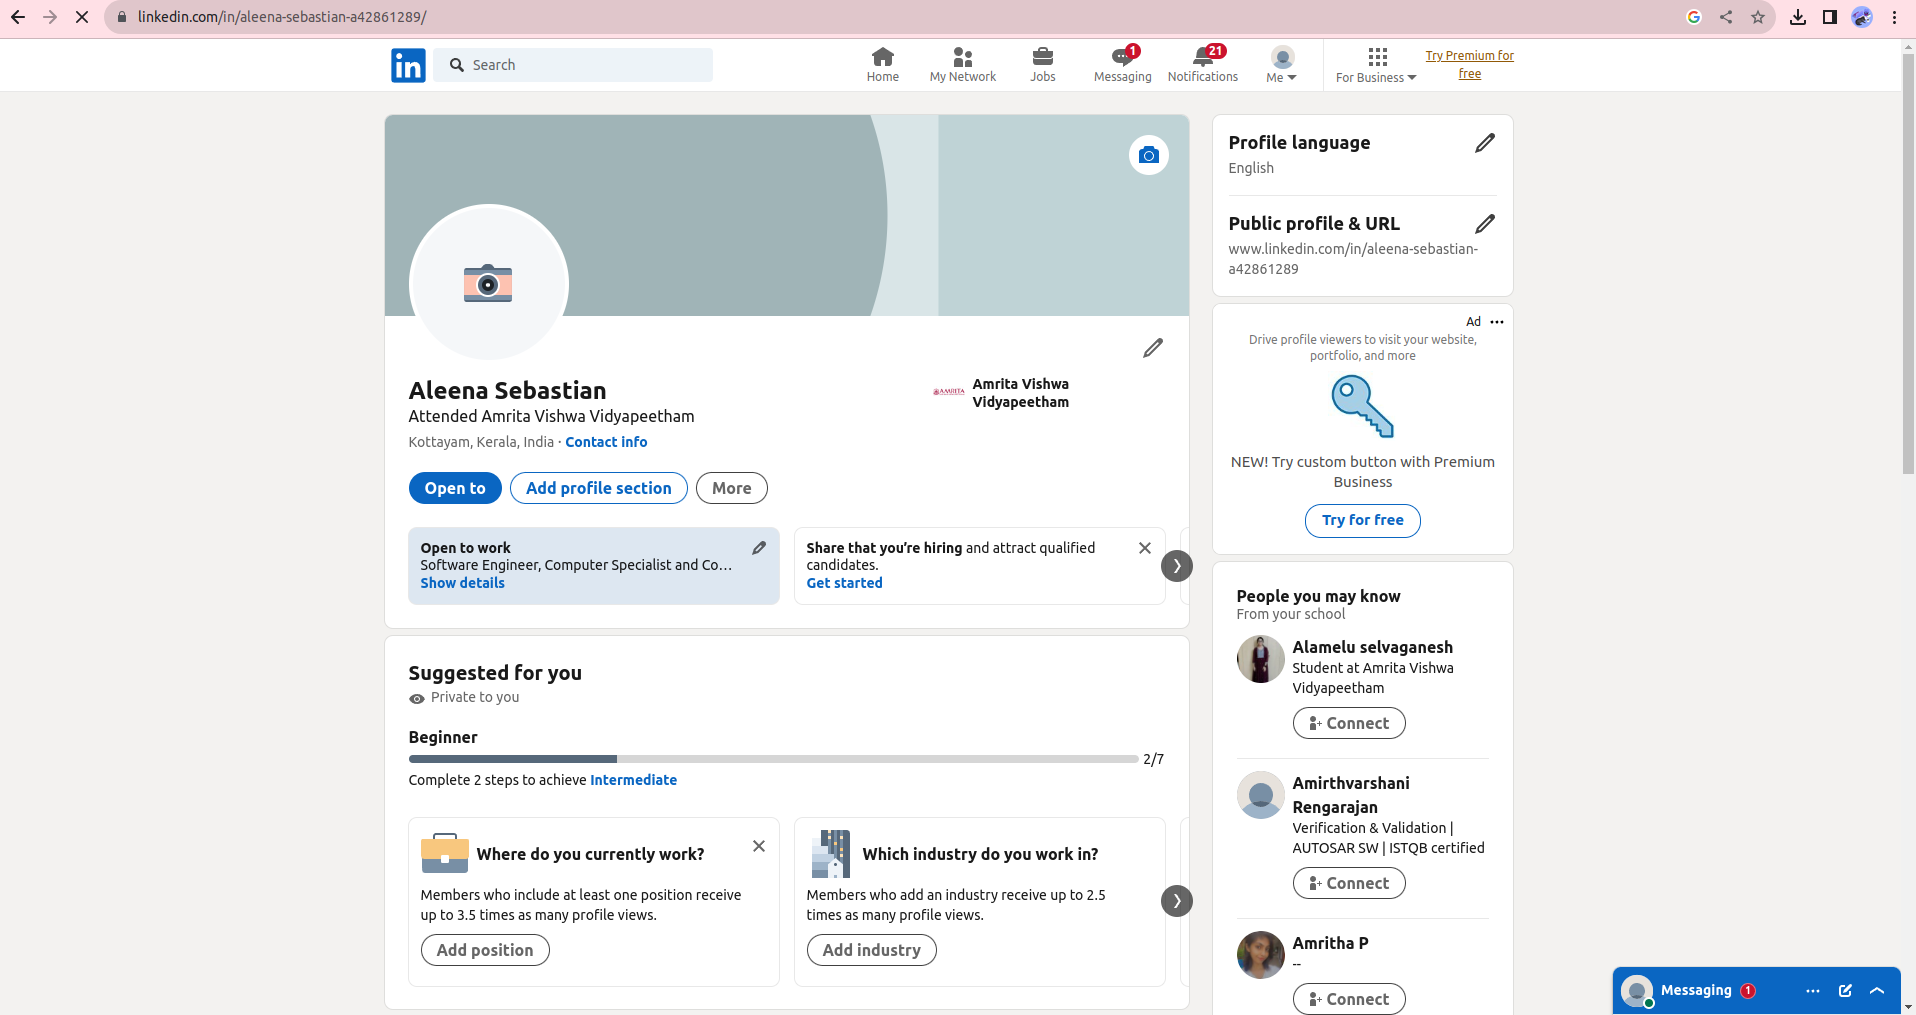 linkedin.com/in/aleena-sebastian-a42861289/
in
Search
Home
My Network
Jobs
1
Messaging
21
Notifications
Me
For Business
Try Premium for
free
Aleena Sebastian
Attended Amrita Vishwa Vidyapeetham
Kottayam, Kerala, India · Contact info
AMRITA
Amrita Vishwa
Vidyapeetham
Open to
Add profile section
More
Open to work
Software Engineer, Computer Specialist and Co...
Show details
Share that you're hiring and attract qualified
candidates.
Get started
Suggested for you
Private to you
Beginner
2/7
Complete 2 steps to achieve Intermediate
Where do you currently work?
Members who include at least one position receive
up to 3.5 times as many profile views.
Add position
Which industry do you work in?
Members who add an industry receive up to 2.5
times as many profile views.
Add industry
Profile language
English
Public profile & URL
www.linkedin.com/in/aleena-sebastian-
a42861289
Ad
Drive profile viewers to visit your website,
portfolio, and more
NEW! Try custom button with Premium
Business
Try for free
People you may know
From your school
Alamelu selvaganesh
Student at Amrita Vishwa
Vidyapeetham
Connect
Amirthvarshani
Rengarajan
Verification & Validation |
AUTOSAR SW | ISTQB certified
Connect
Amritha P
--
Connect
Messaging 1